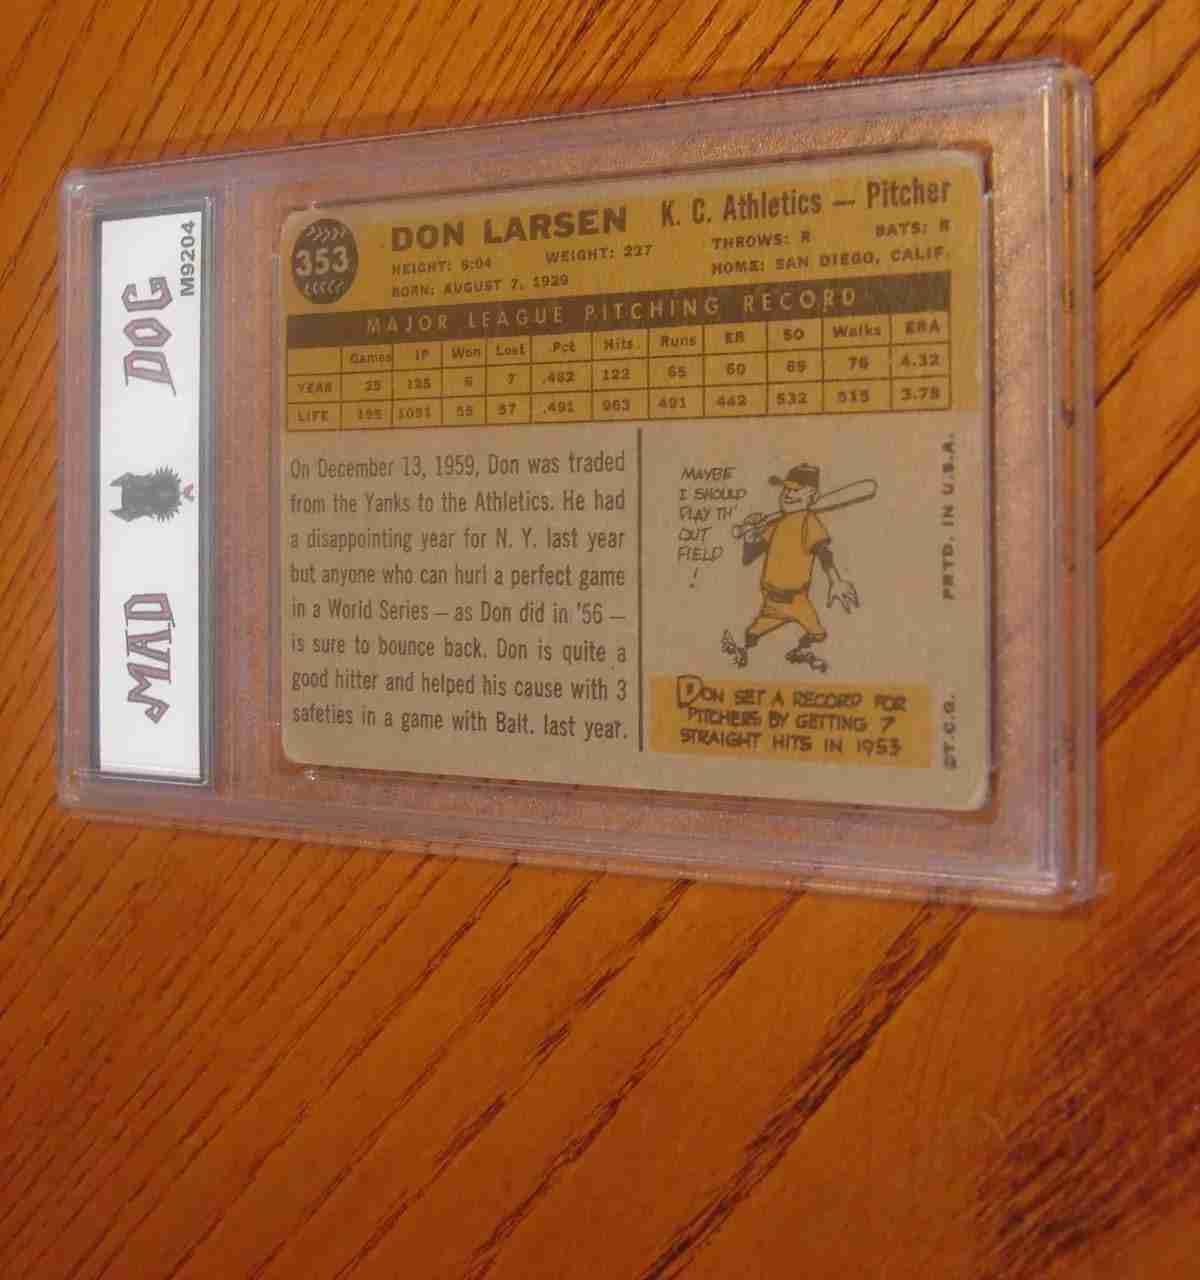 MAD DOG
M9204
353
DON LARSEN K. C. Athletics — Pitcher
HEIGHT: 6:04 WEIGHT: 227 THROWS: R BATS: R
BORN: AUGUST 7, 1929 HOME: SAN DIEGO, CALIF.
MAJOR LEAGUE PITCHING RECORD
Games IP Won Lost Pct Hits Runs ER SO Walks ERA
YEAR 25 125 6 7 .462 122 65 60 69 76 4.32
LIFE 195 1091 55 57 .491 963 491 442 532 515 3.78
On December 13, 1959, Don was traded
from the Yanks to the Athletics. He had
a disappointing year for N. Y. last year
but anyone who can hurl a perfect game
in a World Series — as Don did in '56 —
is sure to bounce back. Don is quite a
good hitter and helped his cause with 3
safeties in a game with Balt. last year.
MAYBE
I SHOULD
PLAY TH'
OUT
FIELD
!
DON SET A RECORD FOR
PITCHERS BY GETTING 7
STRAIGHT HITS IN 1953
©T.C.G. PRTD. IN U.S.A.